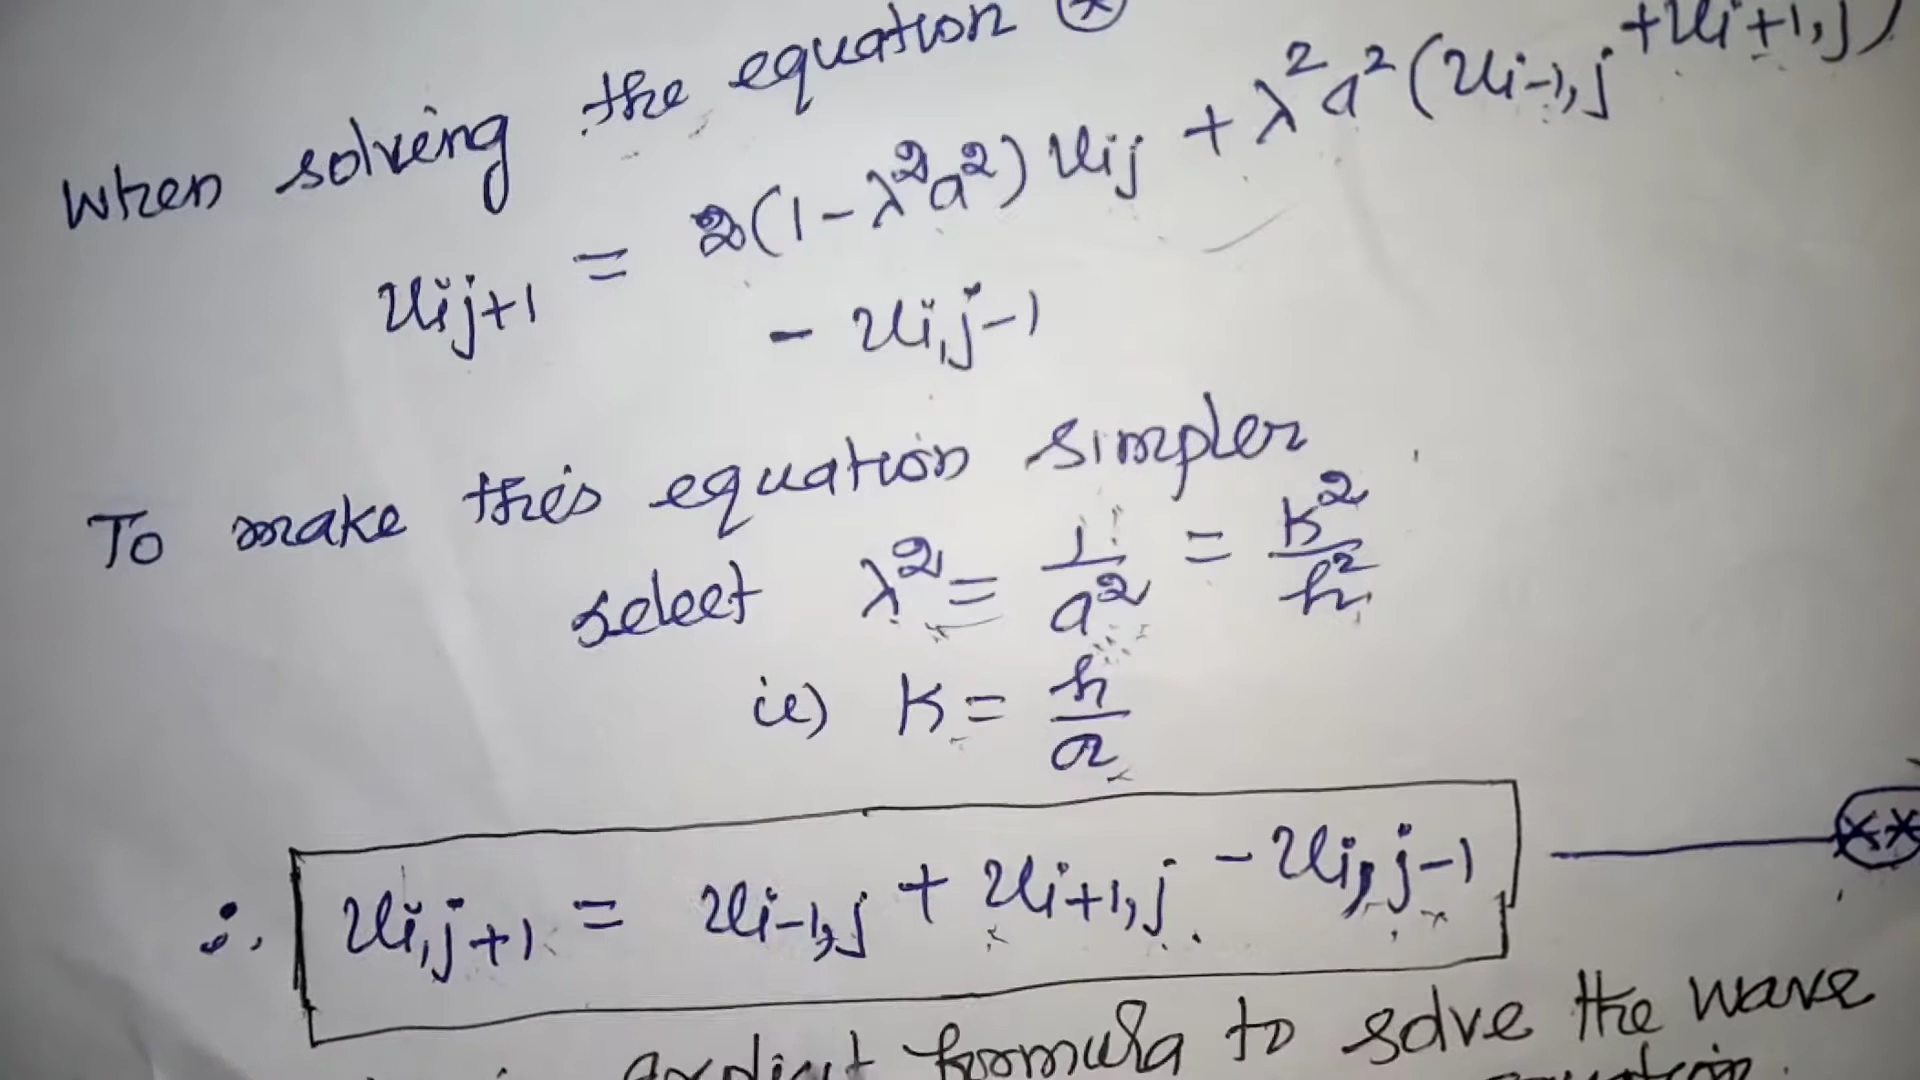 When solving the equation (*)
uij+1 = 2(1-λ²a²) uij + λ²a²(ui-1,j + ui+1,j)
- ui,j-1
To make this equation simpler
select λ² = 1/a² = k²/h²
ie) K = h/a
∴ ui,j+1 = ui-1,j + ui+1,j - ui,j-1 (**)
formula to solve the wave